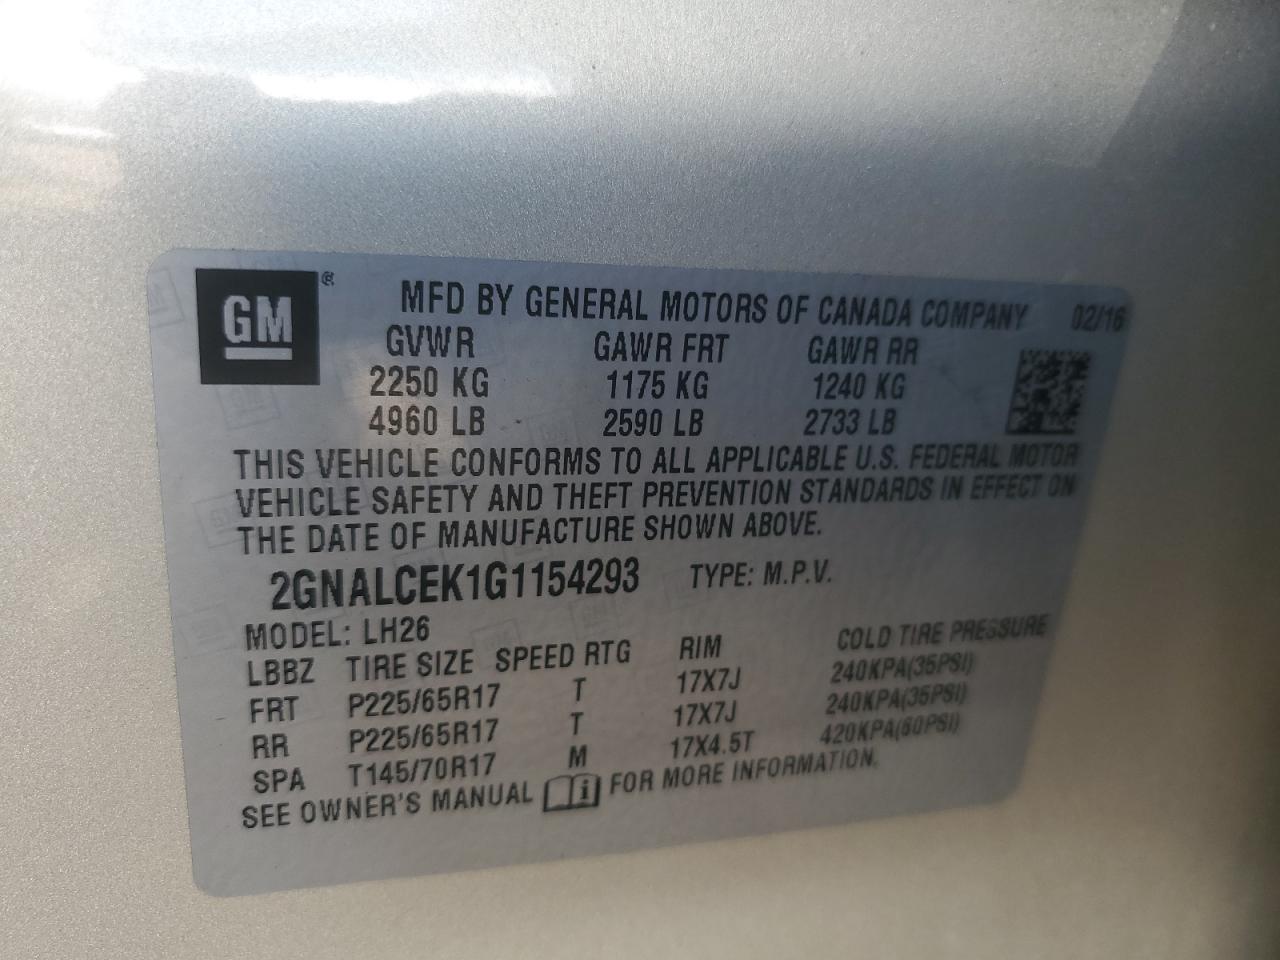 GM ®
MFD BY GENERAL MOTORS OF CANADA COMPANY 02/16
GVWR GAWR FRT GAWR RR
2250 KG 1175 KG 1240 KG
4960 LB 2590 LB 2733 LB
THIS VEHICLE CONFORMS TO ALL APPLICABLE U.S. FEDERAL MOTOR
VEHICLE SAFETY AND THEFT PREVENTION STANDARDS IN EFFECT ON
THE DATE OF MANUFACTURE SHOWN ABOVE.
2GNALCEK1G1154293 TYPE: M.P.V.
MODEL: LH26
LBBZ TIRE SIZE SPEED RTG RIM COLD TIRE PRESSURE
FRT P225/65R17 T 17X7J 240KPA(35PSI)
RR P225/65R17 T 17X7J 240KPA(35PSI)
SPA T145/70R17 M 17X4.5T 420KPA(60PSI)
SEE OWNER'S MANUAL i FOR MORE INFORMATION.